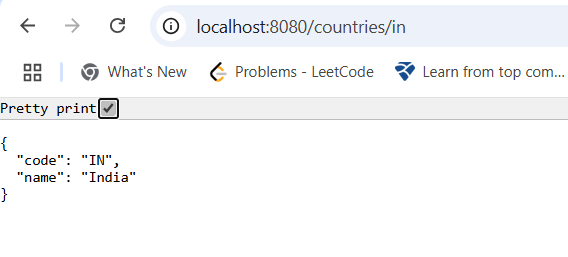 localhost:8080/countries/in
What's New Problems - LeetCode Learn from top com...
Pretty print
{
  "code": "IN",
  "name": "India"
}